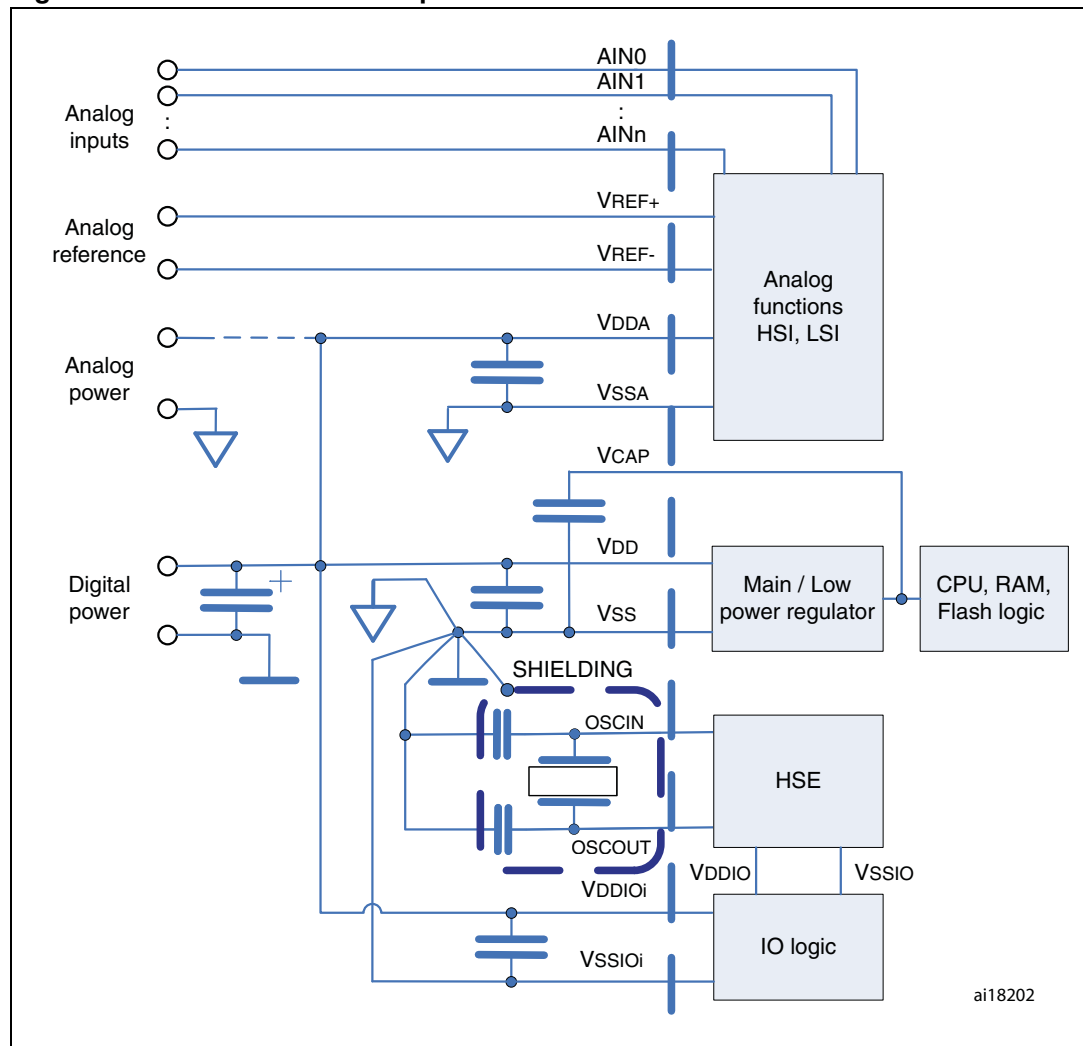 AIN0
AIN1
:
AINn
Analog
inputs
:
VREF+
Analog
reference
VREF-
Analog
functions
HSI, LSI
VDDA
Analog
power
VSSA
VCAP
VDD
Digital
power
+
Main / Low
power regulator
CPU, RAM,
Flash logic
VSS
SHIELDING
OSCIN
HSE
OSCOUT
VDDIO
VSSIO
VDDIOi
IO logic
VSSIOi
ai18202